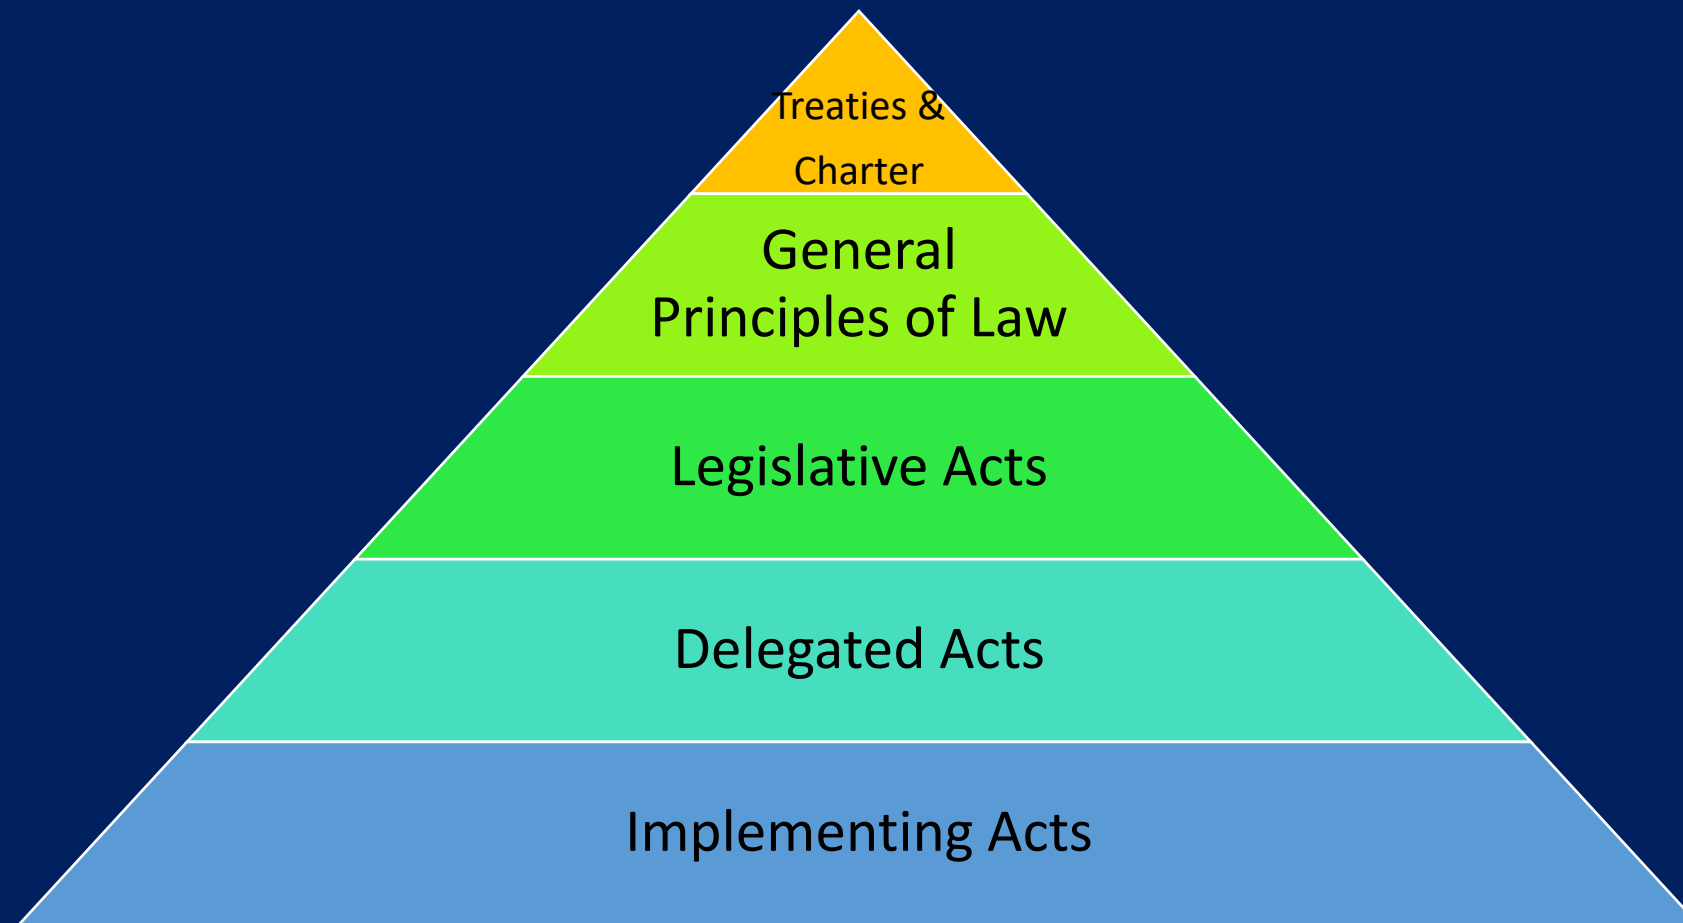 Treaties &
Charter
General
Principles of Law
Legislative Acts
Delegated Acts
Implementing Acts